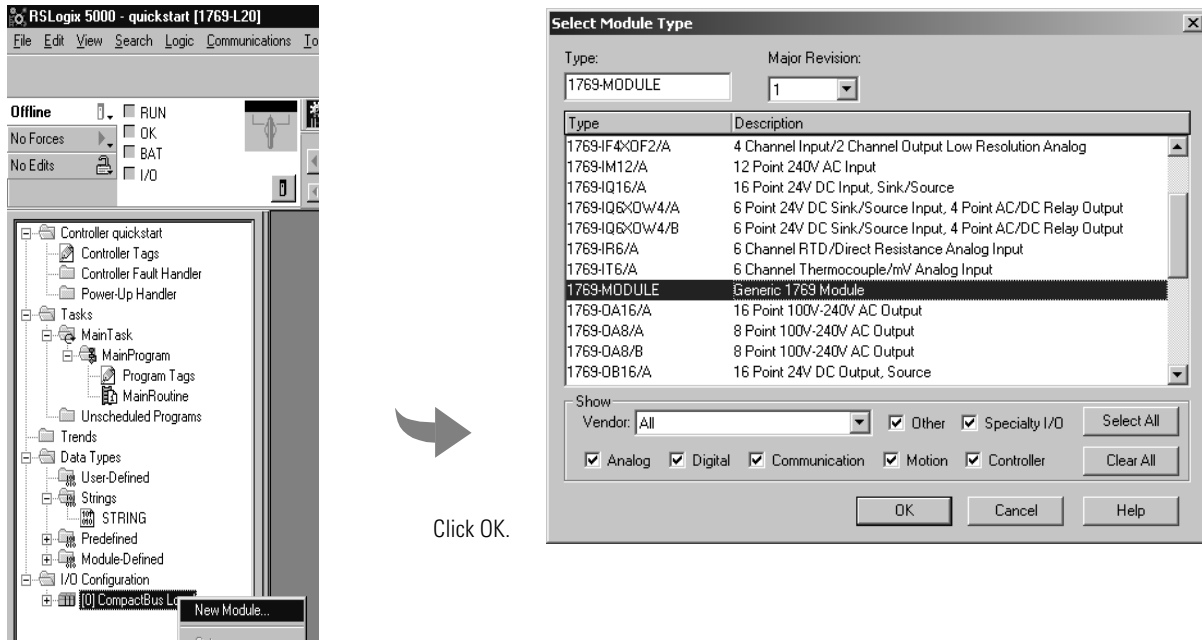 RSLogix 5000 - quickstart [1769-L20]
File Edit View Search Logic Communications To
Offline
RUN
No Forces
OK
BAT
No Edits
I/O
Controller quickstart
Controller Tags
Controller Fault Handler
Power-Up Handler
Tasks
MainTask
MainProgram
Program Tags
MainRoutine
Unscheduled Programs
Trends
Data Types
User-Defined
Strings
STRING
Predefined
Module-Defined
I/O Configuration
[0] CompactBus
New Module...
Click OK.
Select Module Type
Type: Major Revision:
1769-MODULE 1
Type Description
1769-IF4XOF2/A 4 Channel Input/2 Channel Output Low Resolution Analog
1769-IM12/A 12 Point 240V AC Input
1769-IQ16/A 16 Point 24V DC Input, Sink/Source
1769-IQ6XOW4/A 6 Point 24V DC Sink/Source Input, 4 Point AC/DC Relay Output
1769-IQ6XOW4/B 6 Point 24V DC Sink/Source Input, 4 Point AC/DC Relay Output
1769-IR6/A 6 Channel RTD/Direct Resistance Analog Input
1769-IT6/A 6 Channel Thermocouple/mV Analog Input
1769-MODULE Generic 1769 Module
1769-OA16/A 16 Point 100V-240V AC Output
1769-OA8/A 8 Point 100V-240V AC Output
1769-OA8/B 8 Point 100V-240V AC Output
1769-OB16/A 16 Point 24V DC Output, Source
Show
Vendor: All Other Specialty I/O Select All
Analog Digital Communication Motion Controller Clear All
OK Cancel Help